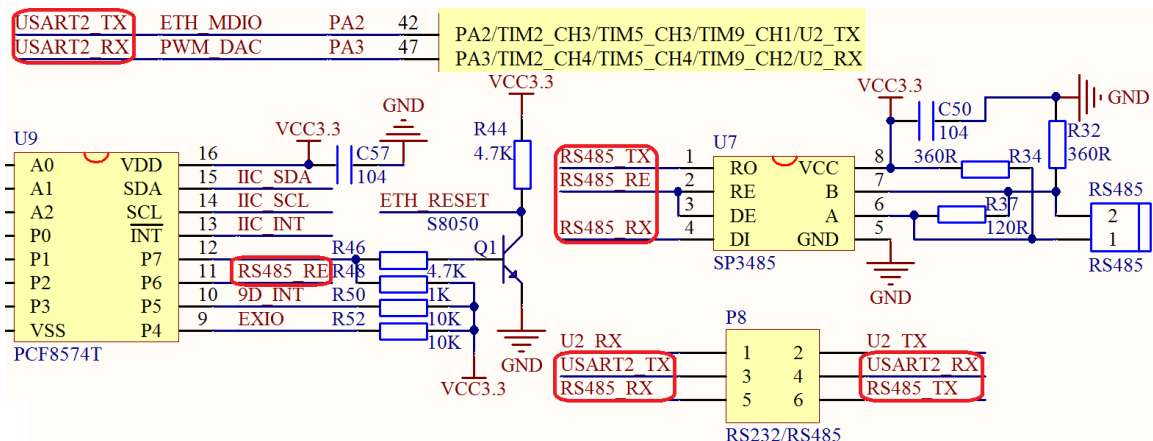 USART2_TX ETH_MDIO PA2 42
USART2_RX PWM_DAC PA3 47
PA2/TIM2_CH3/TIM5_CH3/TIM9_CH1/U2_TX
PA3/TIM2_CH4/TIM5_CH4/TIM9_CH2/U2_RX
U9
A0 VDD 16
A1 SDA 15 IIC_SDA
A2 SCL 14 IIC_SCL
P0 INT 13 IIC_INT
P1 P7 12
P2 P6 11 RS485_RE
P3 P5 10 9D_INT
VSS P4 9 EXIO
PCF8574T
VCC3.3
GND
C57
104
VCC3.3
R44
4.7K
ETH_RESET
S8050
Q1
R46
4.7K
R48
1K
R50
10K
R52
10K
VCC3.3
GND
U7
RS485_TX 1 RO VCC 8
RS485_RE 2 RE B 7
3 DE A 6
RS485_RX 4 DI GND 5
SP3485
VCC3.3
C50
104
GND
R32
360R
360R R34
R37
120R
GND
RS485
2
1
RS485
P8
U2_RX 1 2 U2_TX
USART2_TX 3 4 USART2_RX
RS485_RX 5 6 RS485_TX
RS232/RS485